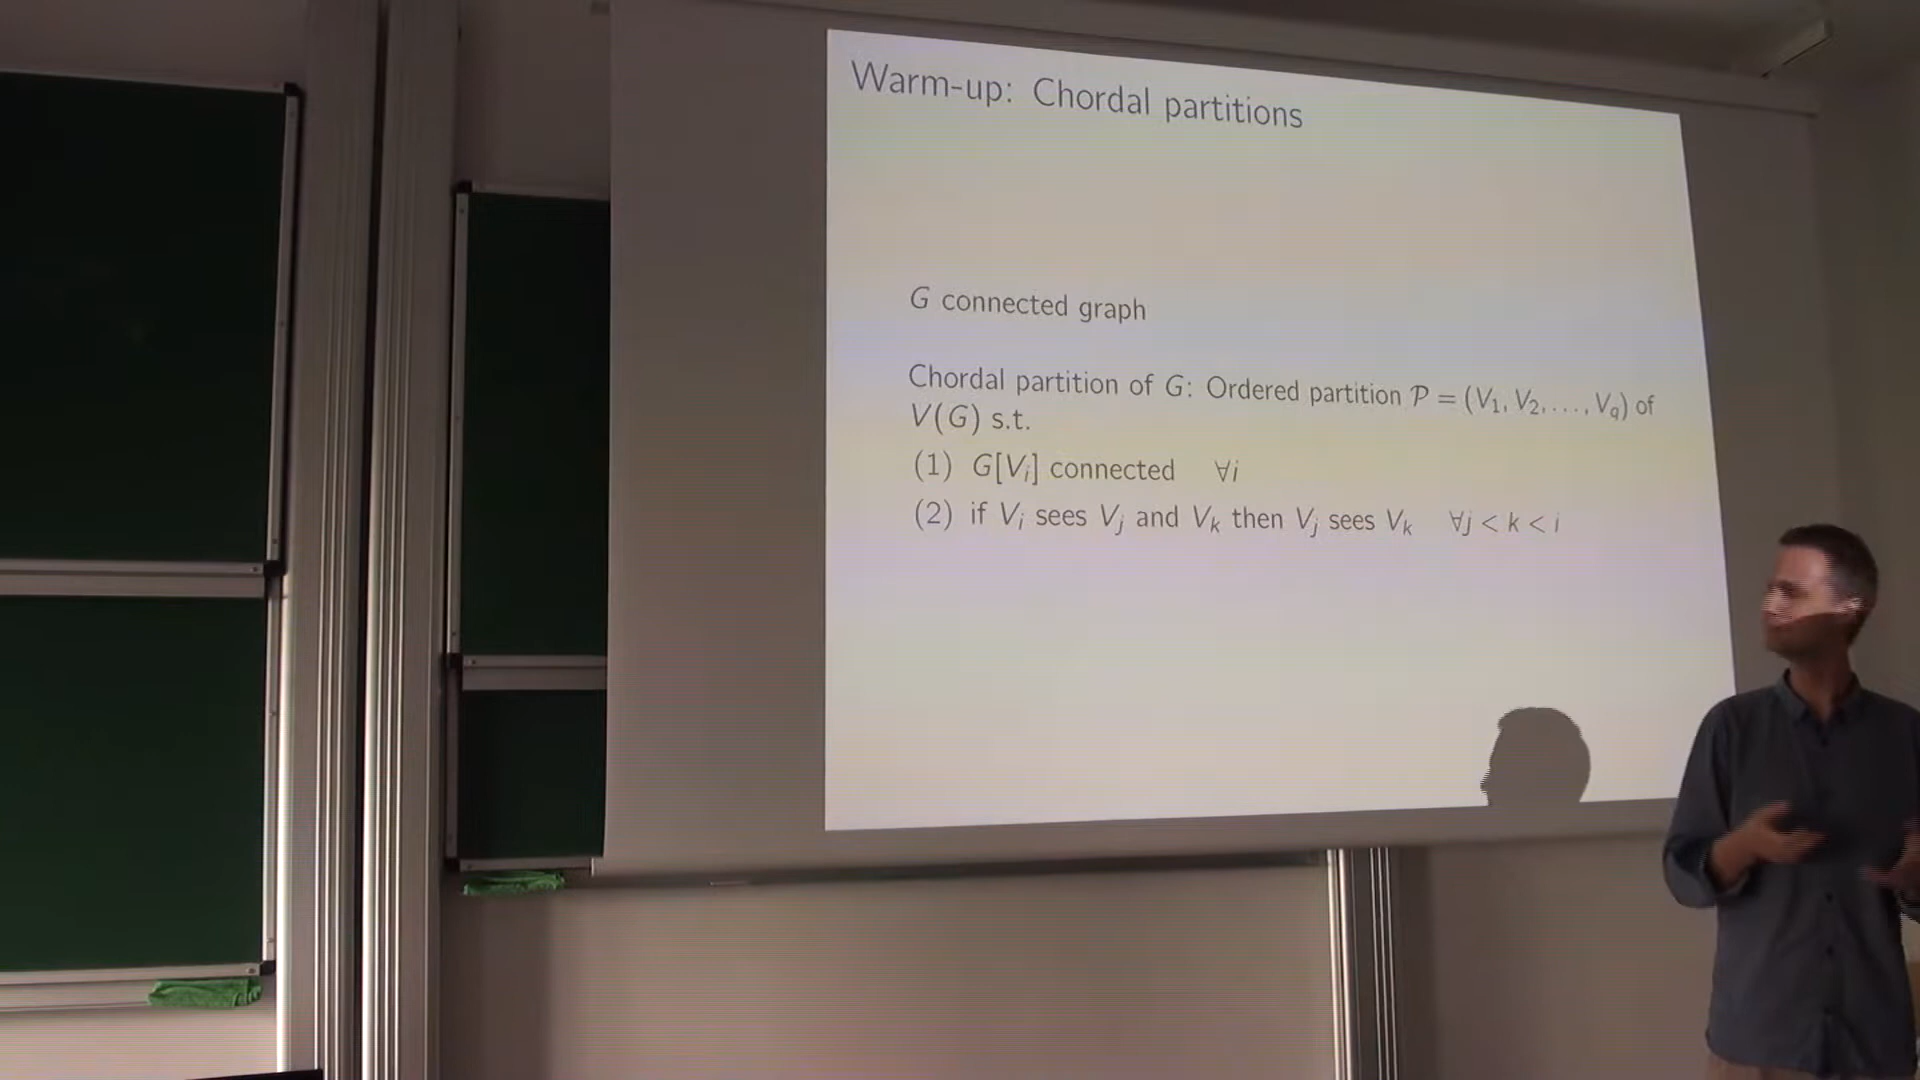 Warm-up: Chordal partitions
G connected graph
Chordal partition of G: Ordered partition 𝒫 = (V₁, V₂, . . . , V_q) of
V(G) s.t.
(1) G[Vᵢ] connected ∀i
(2) if Vᵢ sees Vⱼ and Vₖ then Vⱼ sees Vₖ ∀j < k < i